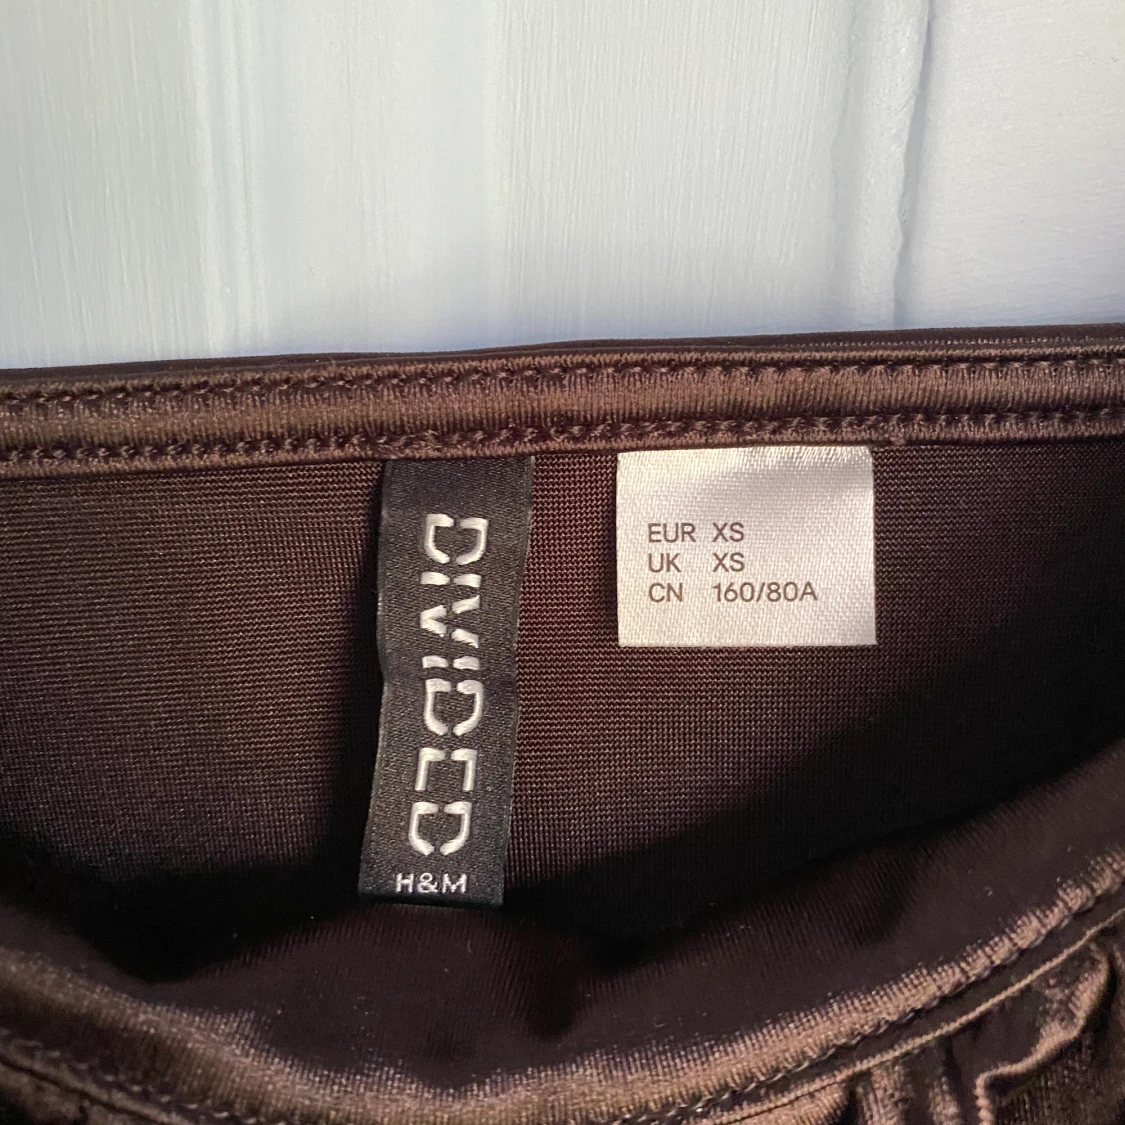 DIVIDED
H&M
EUR XS
UK XS
CN 160/80A